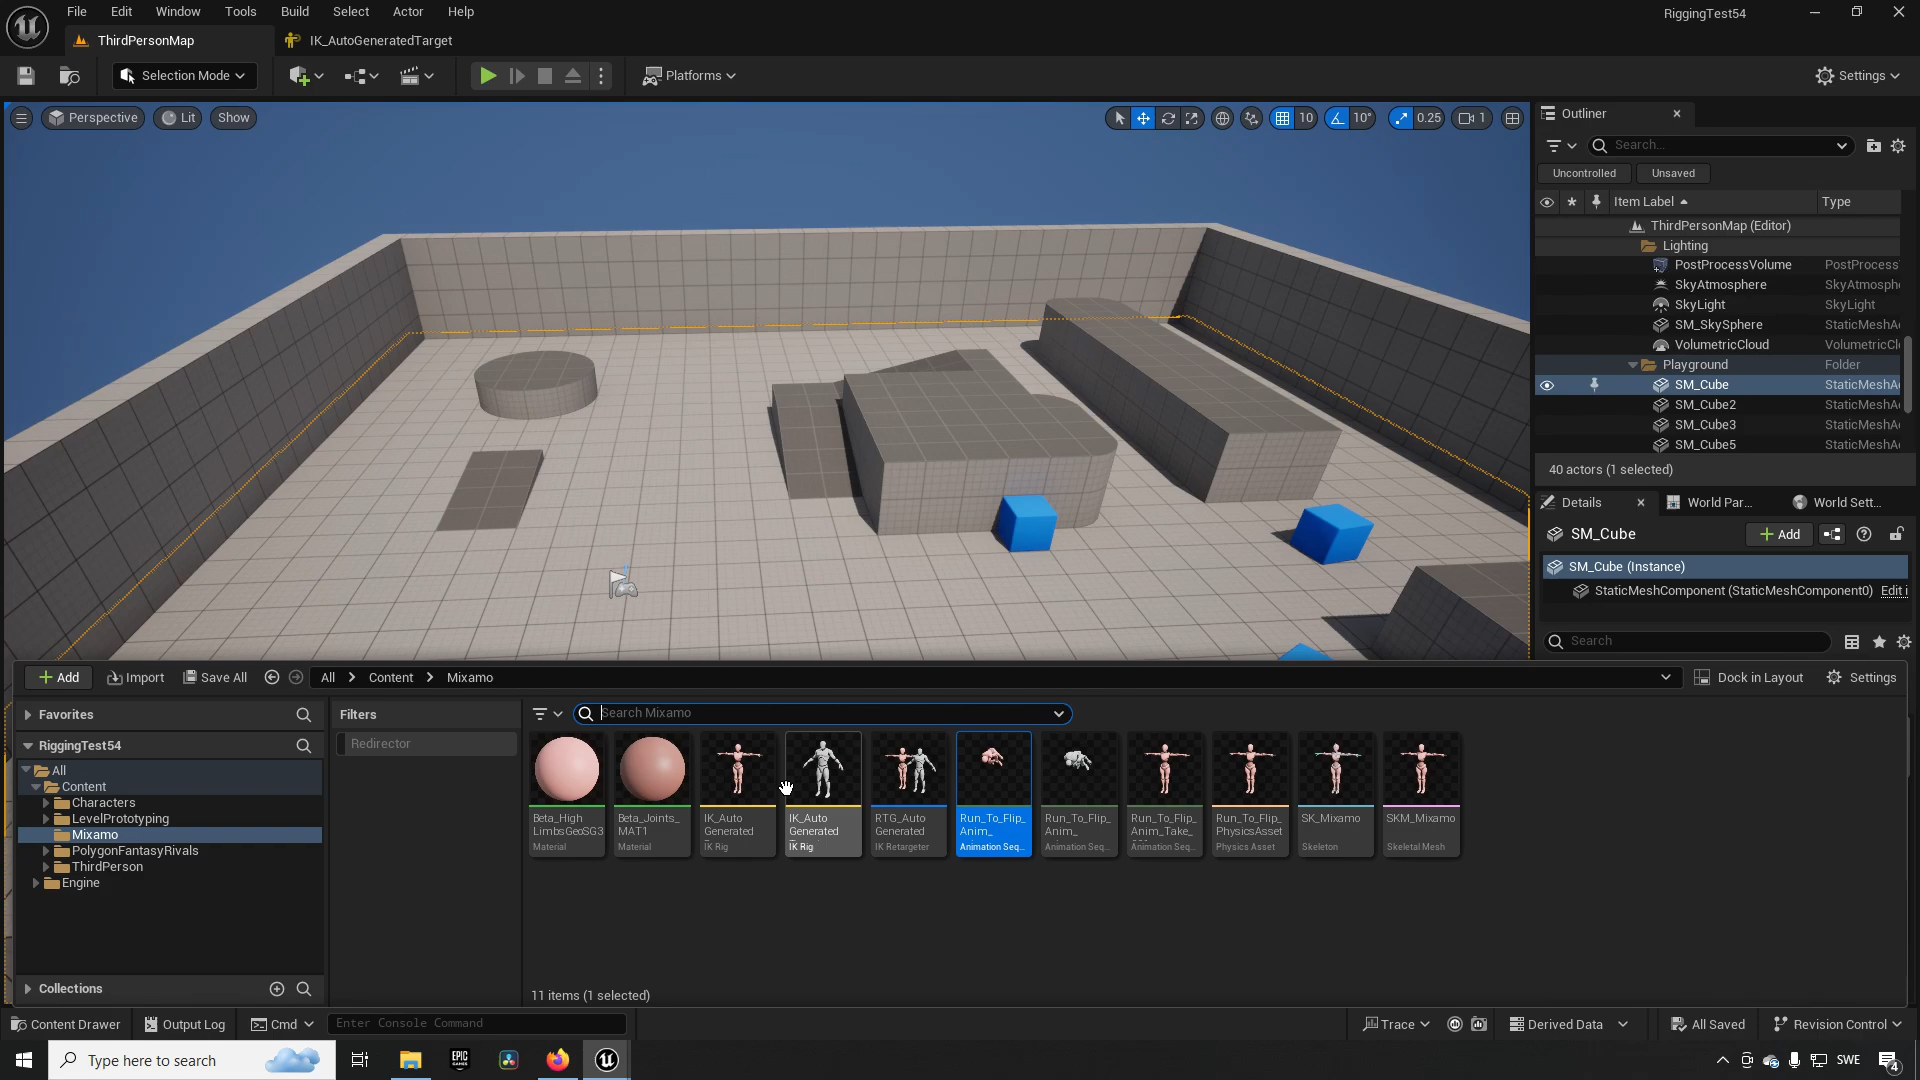 File Edit Window Tools Build Select Actor Help
RiggingTest54
ThirdPersonMap
IK_AutoGeneratedTarget
Selection Mode
Platforms
Settings
Perspective
Lit
Show
10
10°
0.25
1
Outliner
Search...
Uncontrolled
Unsaved
Item Label
Type
ThirdPersonMap (Editor)
Lighting
PostProcessVolume PostProcess
SkyAtmosphere SkyAtmosph
SkyLight SkyLight
SM_SkySphere StaticMeshA
VolumetricCloud VolumetricCl
Playground Folder
SM_Cube StaticMeshA
SM_Cube2 StaticMeshA
SM_Cube3 StaticMeshA
SM_Cube5 StaticMeshA
40 actors (1 selected)
Details
World Par...
World Sett...
SM_Cube
Add
SM_Cube (Instance)
StaticMeshComponent (StaticMeshComponent0) Edit i
Search
Add
Import
Save All
All > Content > Mixamo
Dock in Layout
Settings
Favorites
RiggingTest54
All
Content
Characters
LevelPrototyping
Mixamo
PolygonFantasyRivals
ThirdPerson
Engine
Collections
Filters
Redirector
Search Mixamo
Beta_High
LimbsGeoSG3
Material
Beta_Joints_
MAT1
Material
IK_Auto
Generated
IK Rig
IK_Auto
Generated
IK Rig
RTG_Auto
Generated
IK Retargeter
Run_To_Flip_
Anim_
Animation Seq...
Run_To_Flip_
Anim_
Animation Seq...
Run_To_Flip_
Anim_Take_
Animation Seq...
Run_To_Flip_
PhysicsAsset
Physics Asset
SK_Mixamo
Skeleton
SKM_Mixamo
Skeletal Mesh
11 items (1 selected)
Content Drawer
Output Log
Cmd
Enter Console Command
Trace
Derived Data
All Saved
Revision Control
Type here to search
EPIC
GAMES
SWE
4